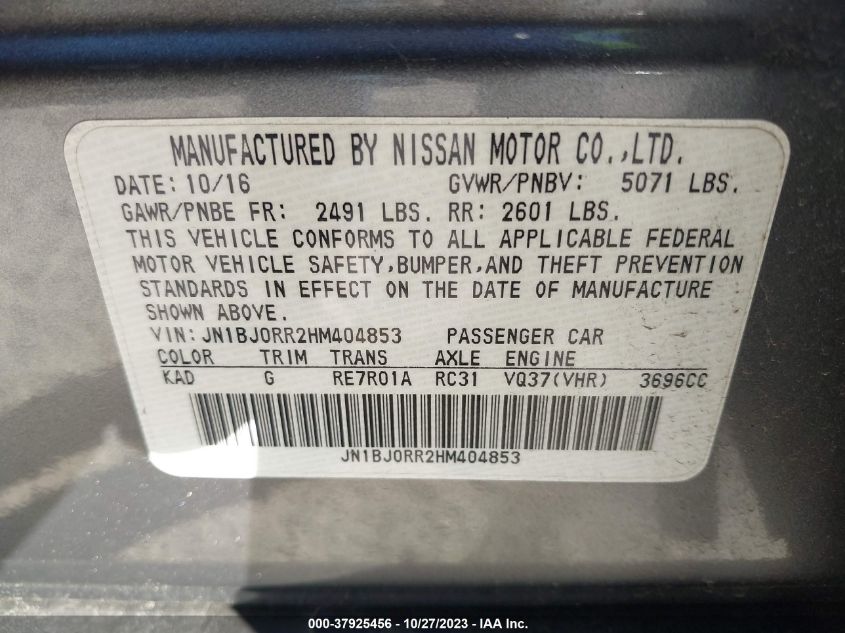 MANUFACTURED BY NISSAN MOTOR CO.,LTD.
DATE: 10/16 GVWR/PNBV: 5071 LBS.
GAWR/PNBE FR: 2491 LBS. RR: 2601 LBS.
THIS VEHICLE CONFORMS TO ALL APPLICABLE FEDERAL
MOTOR VEHICLE SAFETY,BUMPER,AND THEFT PREVENTION
STANDARDS IN EFFECT ON THE DATE OF MANUFACTURE
SHOWN ABOVE.
VIN: JN1BJ0RR2HM404853 PASSENGER CAR
COLOR TRIM TRANS AXLE ENGINE
KAD G RE7R01A RC31 VQ37(VHR) 3696CC
JN1BJ0RR2HM404853
000-37925456 - 10/27/2023 - IAA Inc.